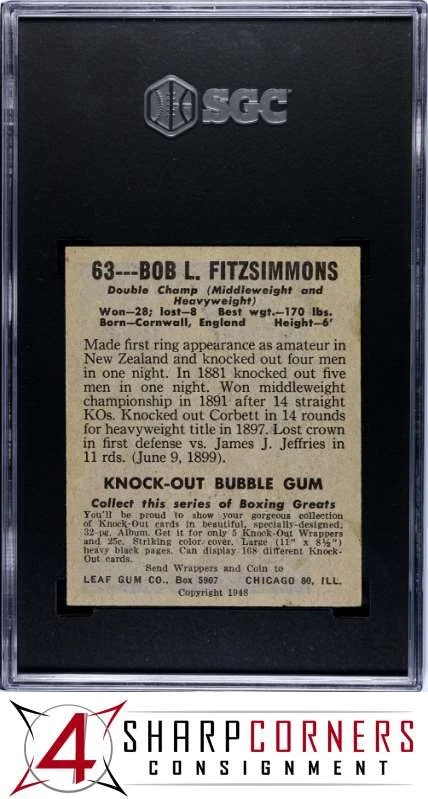 SGC
63---BOB L. FITZSIMMONS
Double Champ (Middleweight and
Heavyweight)
Won—28; lost—8 Best wgt.—170 lbs.
Born—Cornwall, England Height—6'
Made first ring appearance as amateur in
New Zealand and knocked out four men
in one night. In 1881 knocked out five
men in one night. Won middleweight
championship in 1891 after 14 straight
KOs. Knocked out Corbett in 14 rounds
for heavyweight title in 1897. Lost crown
in first defense vs. James J. Jeffries in
11 rds. (June 9, 1899).
KNOCK-OUT BUBBLE GUM
Collect this series of Boxing Greats
You'll be proud to show your gorgeous collection
of Knock-Out cards in beautiful, specially-designed,
32-pg. Album. Get it for only 5 Knock-Out Wrappers
and 25c. Striking color cover. Large (11" x 8½")
heavy black pages. Can display 168 different Knock-
Out cards.
Send Wrappers and Coin to
LEAF GUM CO., Box 5907 CHICAGO 80, ILL.
Copyright 1948
4 SHARPCORNERS
CONSIGNMENT